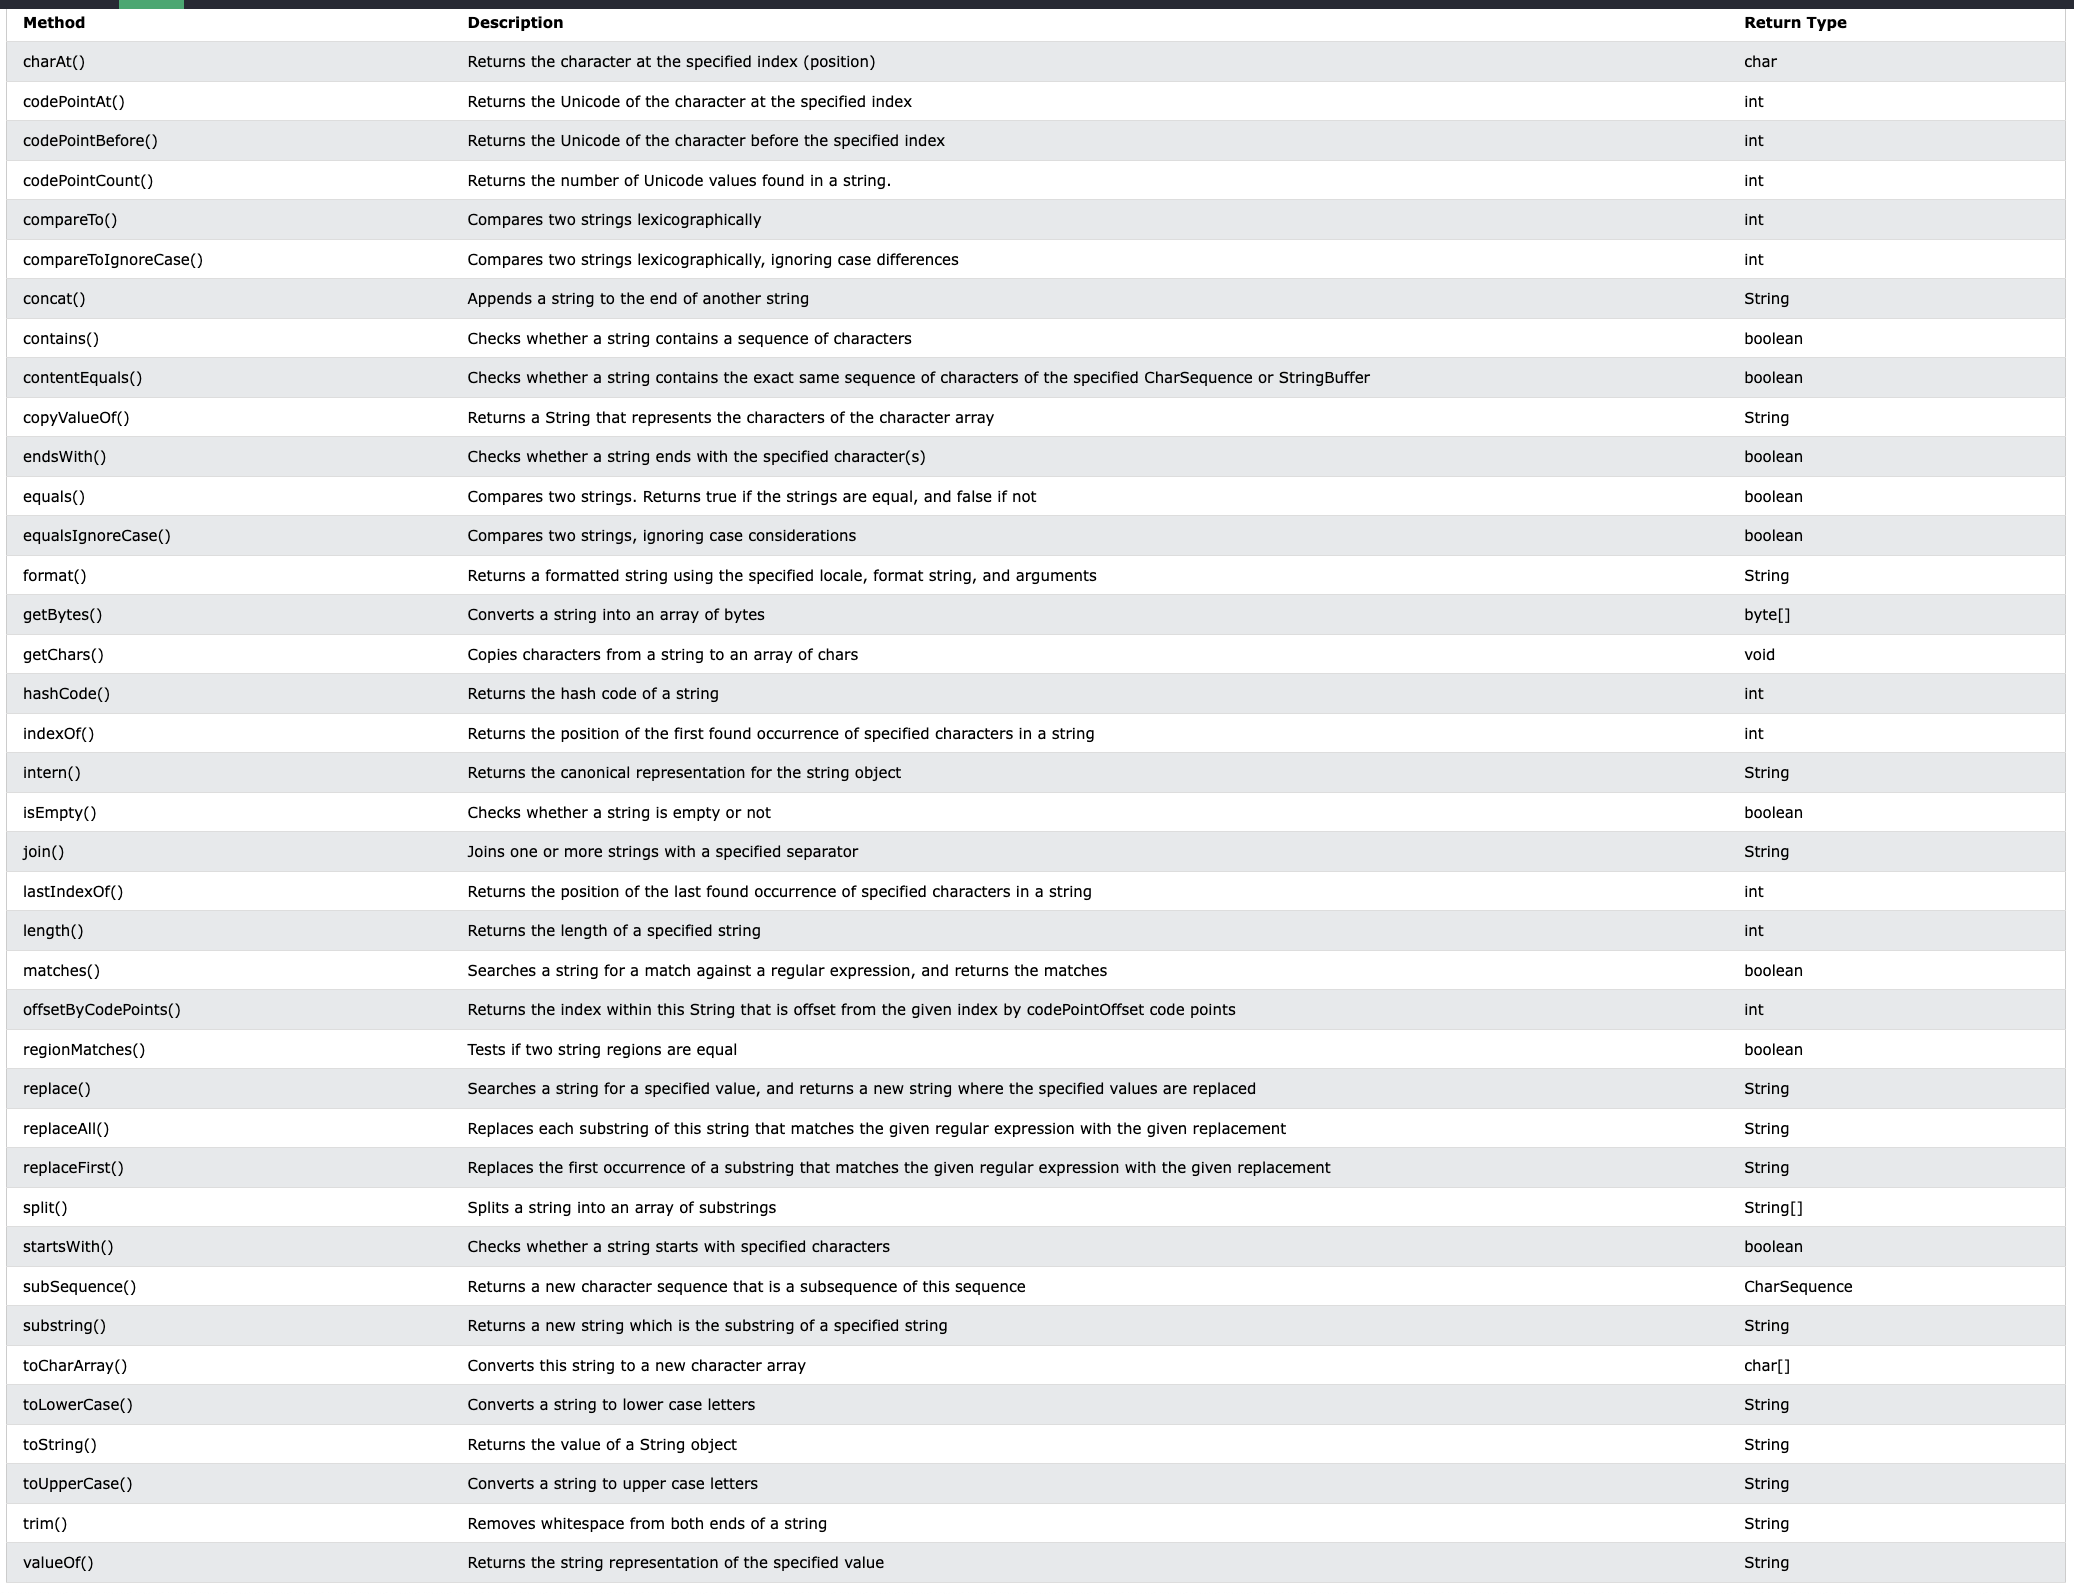 Method Description Return Type
charAt() Returns the character at the specified index (position) char
codePointAt() Returns the Unicode of the character at the specified index int
codePointBefore() Returns the Unicode of the character before the specified index int
codePointCount() Returns the number of Unicode values found in a string. int
compareTo() Compares two strings lexicographically int
compareToIgnoreCase() Compares two strings lexicographically, ignoring case differences int
concat() Appends a string to the end of another string String
contains() Checks whether a string contains a sequence of characters boolean
contentEquals() Checks whether a string contains the exact same sequence of characters of the specified CharSequence or StringBuffer boolean
copyValueOf() Returns a String that represents the characters of the character array String
endsWith() Checks whether a string ends with the specified character(s) boolean
equals() Compares two strings. Returns true if the strings are equal, and false if not boolean
equalsIgnoreCase() Compares two strings, ignoring case considerations boolean
format() Returns a formatted string using the specified locale, format string, and arguments String
getBytes() Converts a string into an array of bytes byte[]
getChars() Copies characters from a string to an array of chars void
hashCode() Returns the hash code of a string int
indexOf() Returns the position of the first found occurrence of specified characters in a string int
intern() Returns the canonical representation for the string object String
isEmpty() Checks whether a string is empty or not boolean
join() Joins one or more strings with a specified separator String
lastIndexOf() Returns the position of the last found occurrence of specified characters in a string int
length() Returns the length of a specified string int
matches() Searches a string for a match against a regular expression, and returns the matches boolean
offsetByCodePoints() Returns the index within this String that is offset from the given index by codePointOffset code points int
regionMatches() Tests if two string regions are equal boolean
replace() Searches a string for a specified value, and returns a new string where the specified values are replaced String
replaceAll() Replaces each substring of this string that matches the given regular expression with the given replacement String
replaceFirst() Replaces the first occurrence of a substring that matches the given regular expression with the given replacement String
split() Splits a string into an array of substrings String[]
startsWith() Checks whether a string starts with specified characters boolean
subSequence() Returns a new character sequence that is a subsequence of this sequence CharSequence
substring() Returns a new string which is the substring of a specified string String
toCharArray() Converts this string to a new character array char[]
toLowerCase() Converts a string to lower case letters String
toString() Returns the value of a String object String
toUpperCase() Converts a string to upper case letters String
trim() Removes whitespace from both ends of a string String
valueOf() Returns the string representation of the specified value String